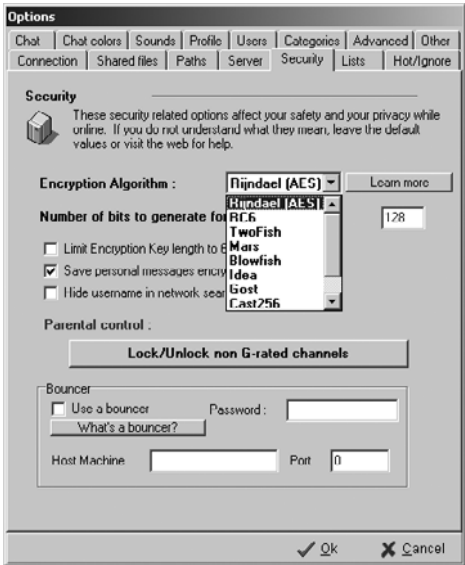 Options
Chat Chat colors Sounds Profile Users Categories Advanced Other
Connection Shared files Paths Server Security Lists Hot/Ignore
Security
These security related options affect your safety and your privacy while
online. If you do not understand what they mean, leave the default
values or visit the web for help.
Encryption Algorithm : Rijndael (AES) Learn more
Rijndael (AES)
Number of bits to generate for 128
RC6
TwoFish
Limit Encryption Key length to
Mars
Blowfish
Save personal messages encry
Idea
Hide username in network sear
Gost
Cast256
Parental control :
Lock/Unlock non G-rated channels
Bouncer
Use a bouncer Password :
What's a bouncer?
Host Machine Port 0
Ok Cancel